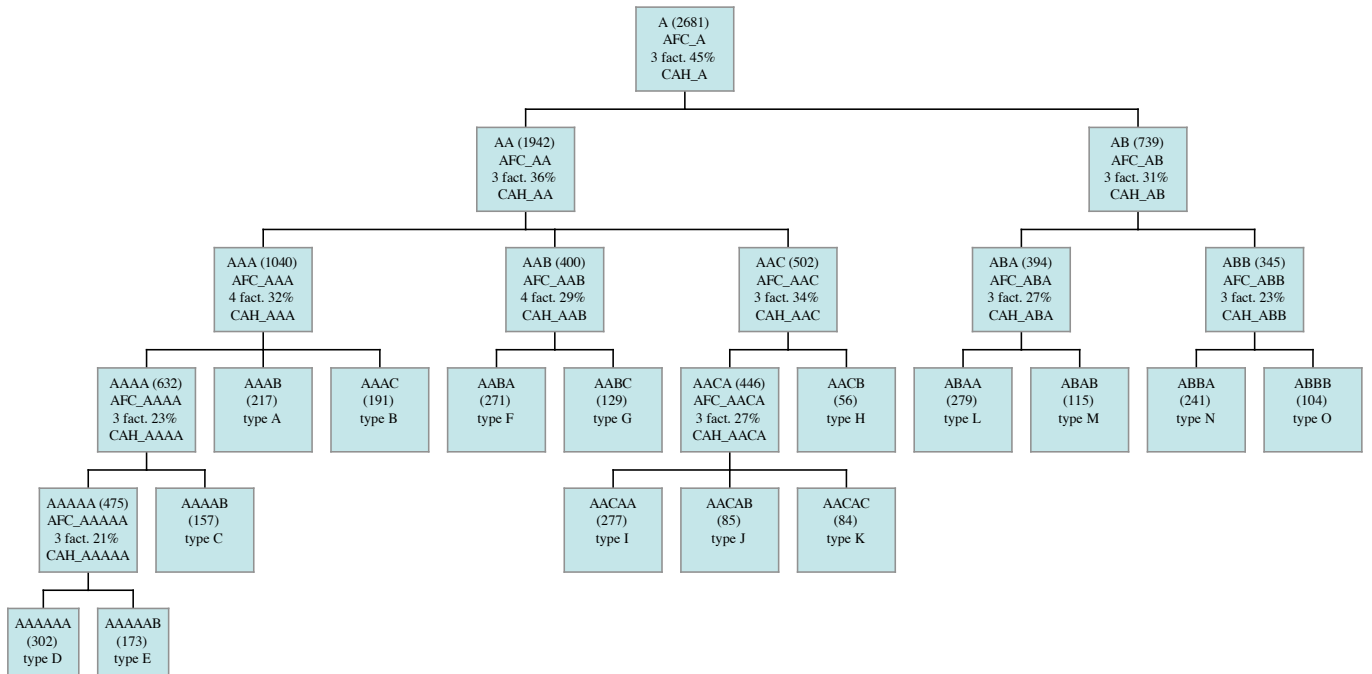 A (2681)
AFC_A
3 fact. 45%
CAH_A
AA (1942)
AFC_AA
3 fact. 36%
CAH_AA
AB (739)
AFC_AB
3 fact. 31%
CAH_AB
AAA (1040)
AFC_AAA
4 fact. 32%
CAH_AAA
AAB (400)
AFC_AAB
4 fact. 29%
CAH_AAB
AAC (502)
AFC_AAC
3 fact. 34%
CAH_AAC
ABA (394)
AFC_ABA
3 fact. 27%
CAH_ABA
ABB (345)
AFC_ABB
3 fact. 23%
CAH_ABB
AAAA (632)
AFC_AAAA
3 fact. 23%
CAH_AAAA
AAAB
(217)
type A
AAAC
(191)
type B
AABA
(271)
type F
AABC
(129)
type G
AACA (446)
AFC_AACA
3 fact. 27%
CAH_AACA
AACB
(56)
type H
ABAA
(279)
type L
ABAB
(115)
type M
ABBA
(241)
type N
ABBB
(104)
type O
AAAAA (475)
AFC_AAAAA
3 fact. 21%
CAH_AAAAA
AAAAB
(157)
type C
AACAA
(277)
type I
AACAB
(85)
type J
AACAC
(84)
type K
AAAAAA
(302)
type D
AAAAAB
(173)
type E